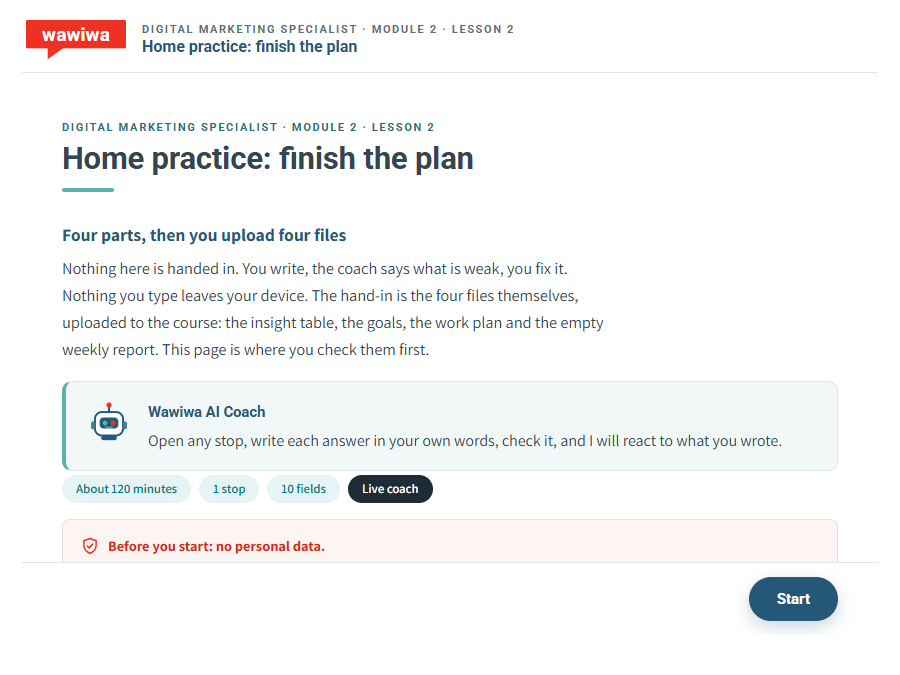 wawiwa
DIGITAL MARKETING SPECIALIST · MODULE 2 · LESSON 2
Home practice: finish the plan
DIGITAL MARKETING SPECIALIST · MODULE 2 · LESSON 2
Home practice: finish the plan
Four parts, then you upload four files
Nothing here is handed in. You write, the coach says what is weak, you fix it.
Nothing you type leaves your device. The hand-in is the four files themselves,
uploaded to the course: the insight table, the goals, the work plan and the empty
weekly report. This page is where you check them first.
Wawiwa AI Coach
Open any stop, write each answer in your own words, check it, and I will react to what you wrote.
About 120 minutes
1 stop
10 fields
Live coach
Before you start: no personal data.
Start